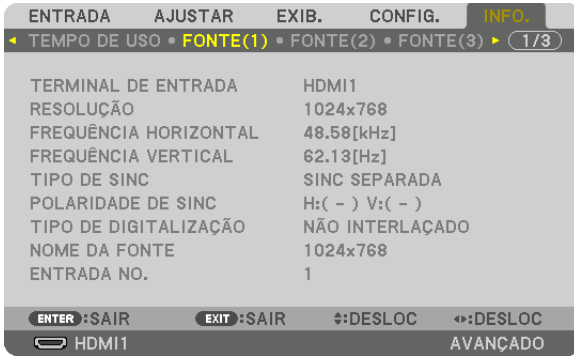 ENTRADA AJUSTAR EXIB. CONFIG. INFO.
◄ TEMPO DE USO • FONTE(1) • FONTE(2) • FONTE(3) ► 1/3
TERMINAL DE ENTRADA HDMI1
RESOLUÇÃO 1024x768
FREQUÊNCIA HORIZONTAL 48.58[kHz]
FREQUÊNCIA VERTICAL 62.13[Hz]
TIPO DE SINC SINC SEPARADA
POLARIDADE DE SINC H:( - ) V:( - )
TIPO DE DIGITALIZAÇÃO NÃO INTERLAÇADO
NOME DA FONTE 1024x768
ENTRADA NO. 1
ENTER :SAIR EXIT :SAIR :DESLOC :DESLOC
HDMI1 AVANÇADO